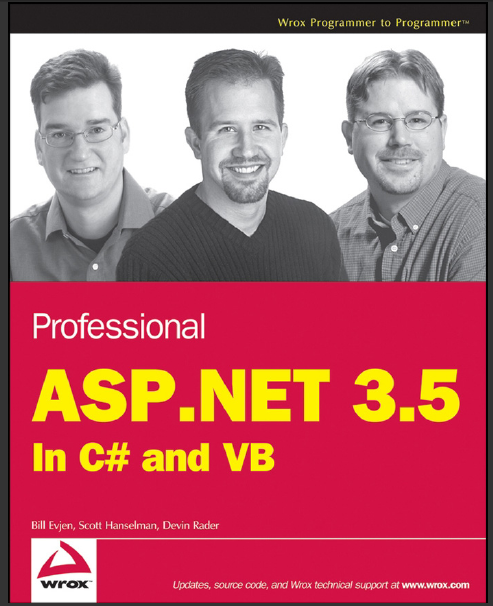 Wrox Programmer to Programmer™
Professional
ASP.NET 3.5
In C# and VB
Bill Evjen, Scott Hanselman, Devin Rader
wrox™
Updates, source code, and Wrox technical support at www.wrox.com